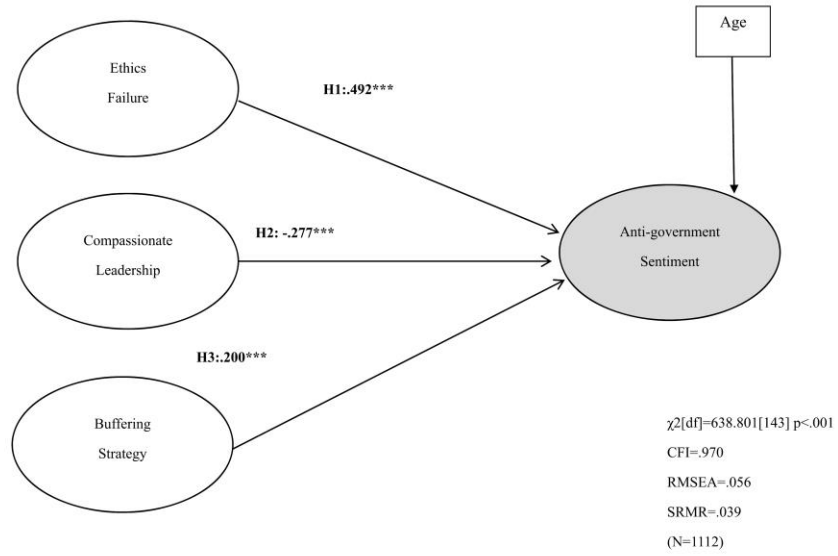 Age
Ethics
Failure
H1:.492***
Compassionate
Leadership
H2: -.277***
Anti-government
Sentiment
H3:.200***
Buffering
Strategy
χ2[df]=638.801[143] p<.001
CFI=.970
RMSEA=.056
SRMR=.039
(N=1112)